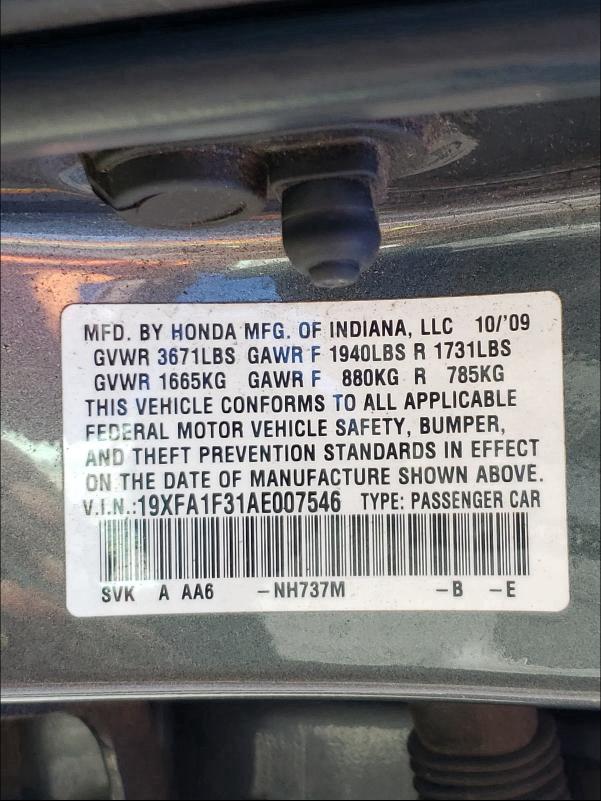 MFD. BY HONDA MFG. OF INDIANA, LLC 10/'09
GVWR 3671LBS GAWR F 1940LBS R 1731LBS
GVWR 1665KG GAWR F 880KG R 785KG
THIS VEHICLE CONFORMS TO ALL APPLICABLE
FEDERAL MOTOR VEHICLE SAFETY, BUMPER,
AND THEFT PREVENTION STANDARDS IN EFFECT
ON THE DATE OF MANUFACTURE SHOWN ABOVE.
V.I.N.:19XFA1F31AE007546 TYPE: PASSENGER CAR
SVK A AA6 –NH737M –B –E